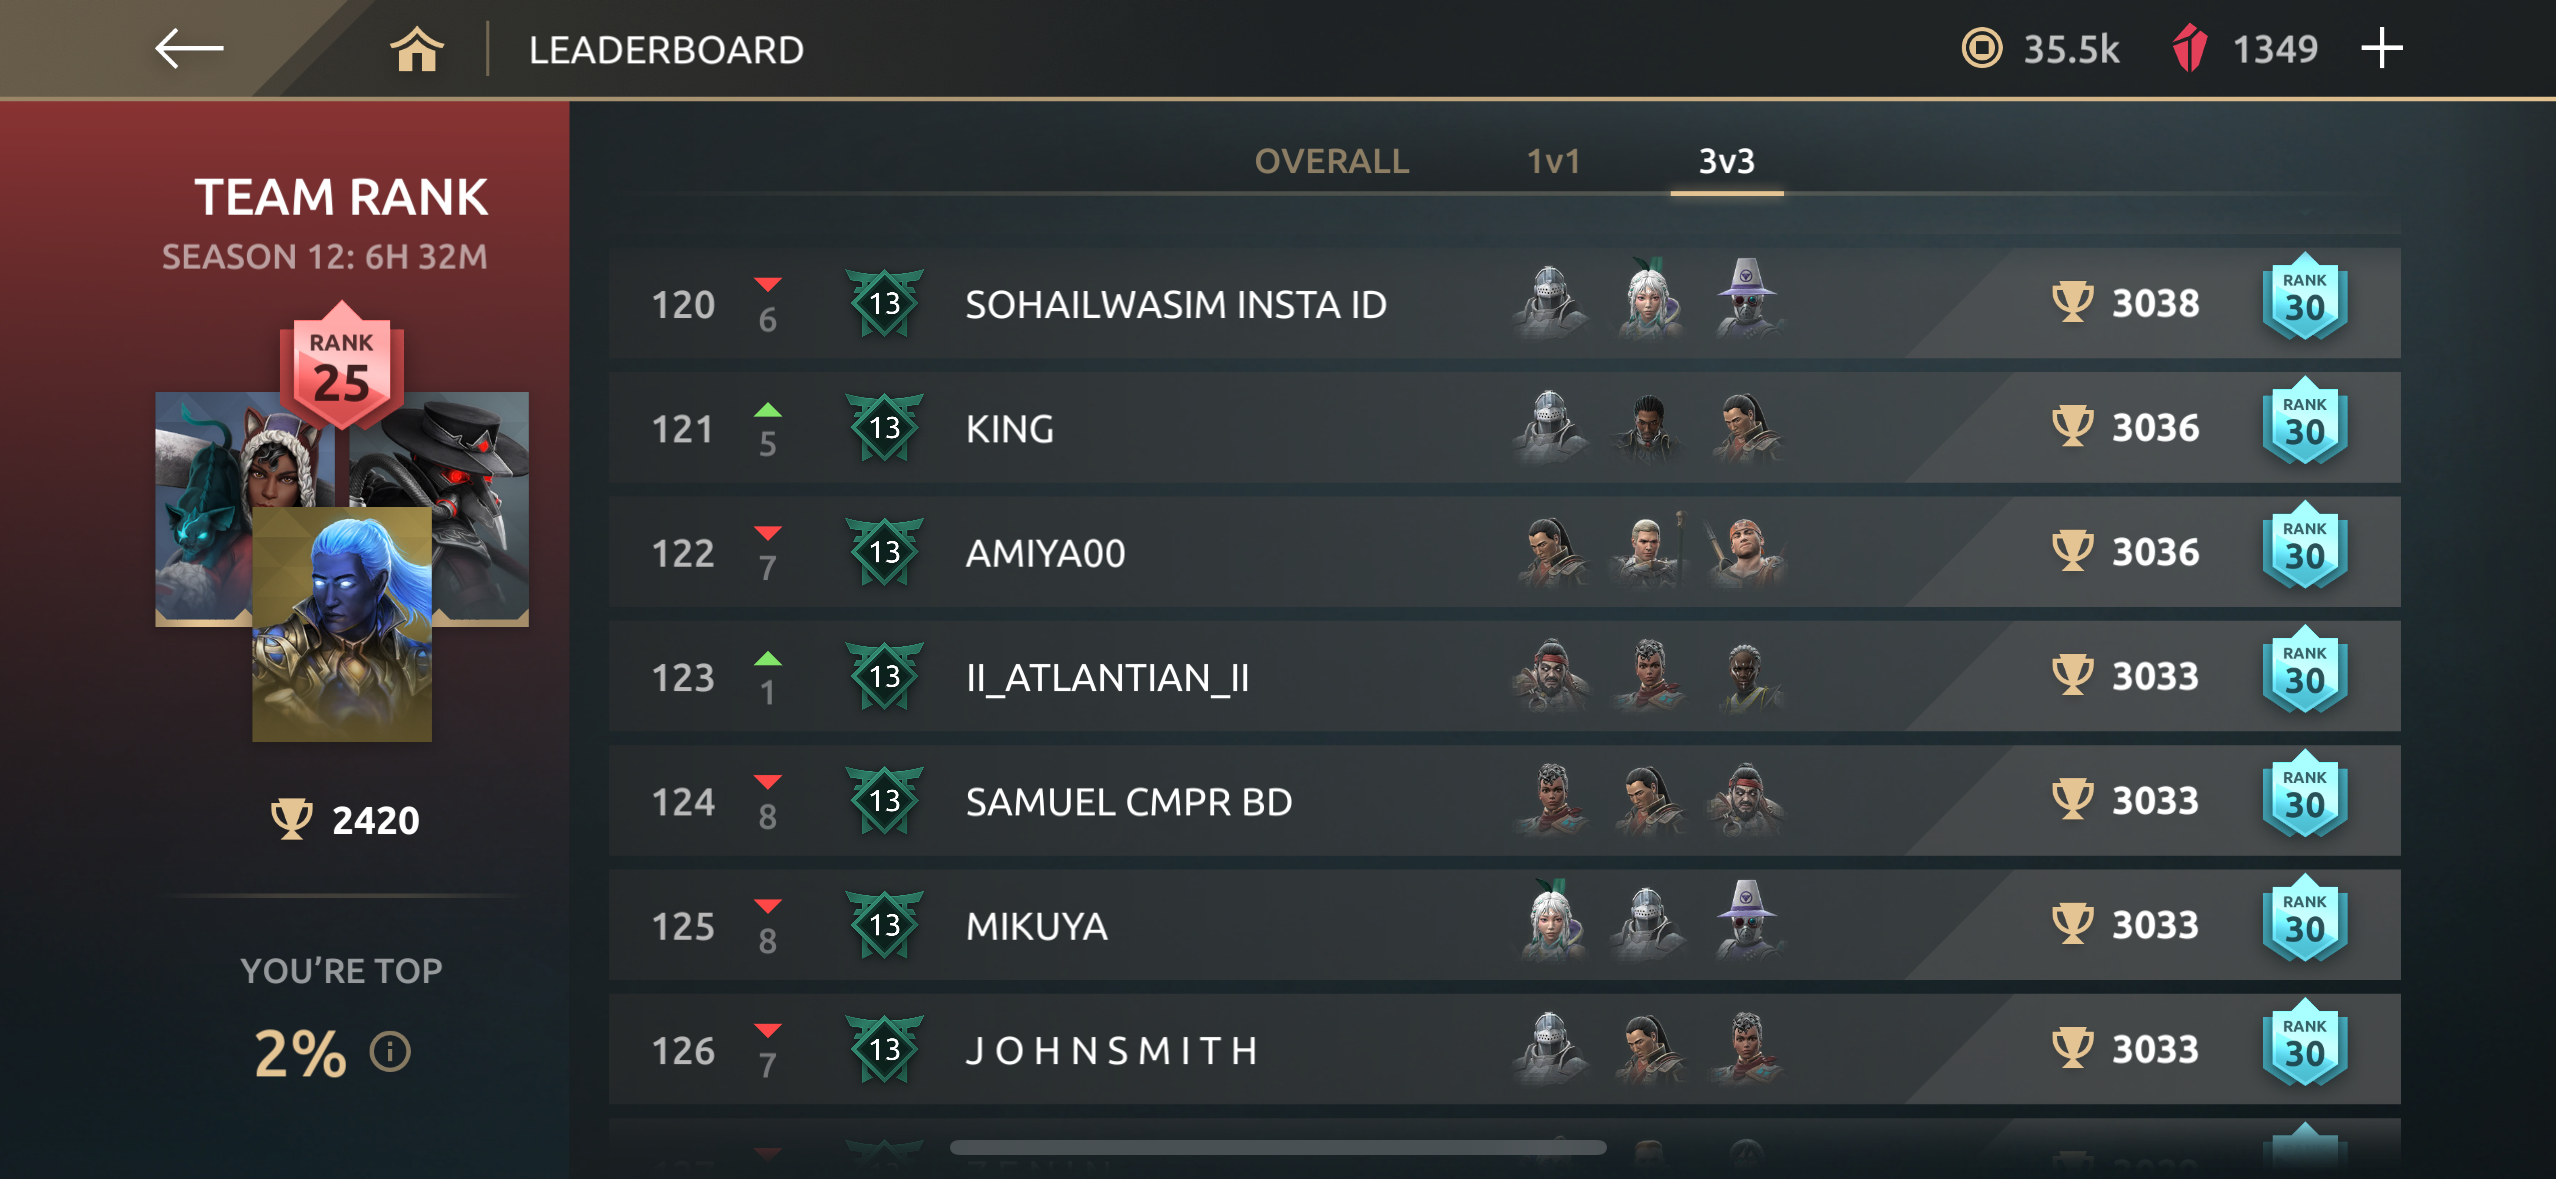 LEADERBOARD
35.5k 1349
TEAM RANK
SEASON 12: 6H 32M
RANK
25
2420
YOU'RE TOP
2%
OVERALL 1v1 3v3
120 6 13 SOHAILWASIM INSTA ID 3038 RANK 30
121 5 13 KING 3036 RANK 30
122 7 13 AMIYA00 3036 RANK 30
123 1 13 II_ATLANTIAN_II 3033 RANK 30
124 8 13 SAMUEL CMPR BD 3033 RANK 30
125 8 13 MIKUYA 3033 RANK 30
126 7 13 J O H N S M I T H 3033 RANK 30